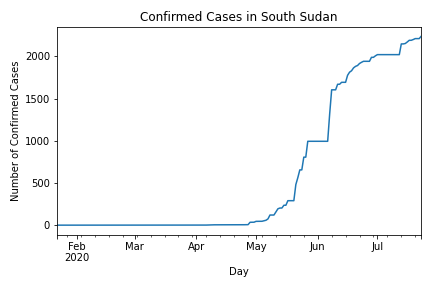 Confirmed Cases in South Sudan
Number of Confirmed Cases
2000
1500
1000
500
0
Feb
2020
Mar
Apr
May
Jun
Jul
Day